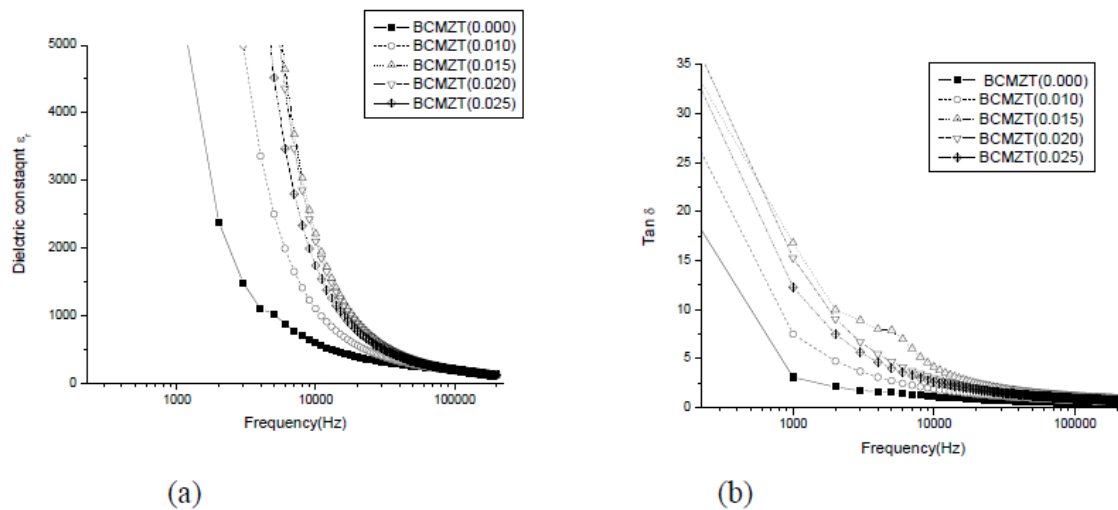 BCMZT(0.000)
BCMZT(0.010)
BCMZT(0.015)
BCMZT(0.020)
BCMZT(0.025)
5000
4000
3000
2000
1000
0
Dielctric constaqnt εr
1000 10000 100000
Frequency(Hz)
(a)
BCMZT(0.000)
BCMZT(0.010)
BCMZT(0.015)
BCMZT(0.020)
BCMZT(0.025)
35
30
25
20
15
10
5
0
Tan δ
1000 10000 100000
Frequency(Hz)
(b)